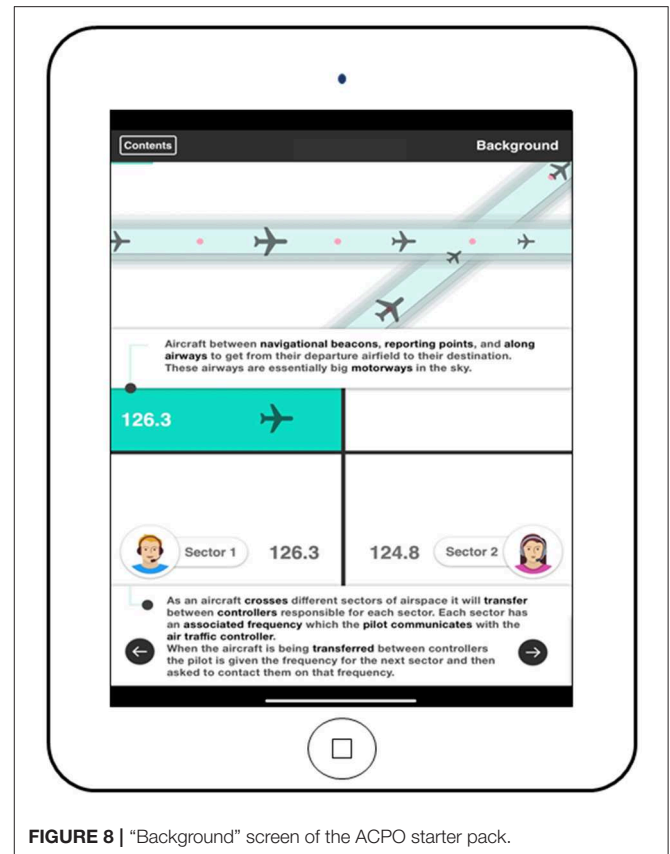 Contents
Background
Aircraft between navigational beacons, reporting points, and along
airways to get from their departure airfield to their destination.
These airways are essentially big motorways in the sky.
126.3
Sector 1
126.3
124.8
Sector 2
As an aircraft crosses different sectors of airspace it will transfer
between controllers responsible for each sector. Each sector has
an associated frequency which the pilot communicates with the
air traffic controller.
When the aircraft is being transferred between controllers
the pilot is given the frequency for the next sector and then
asked to contact them on that frequency.
FIGURE 8 | “Background” screen of the ACPO starter pack.